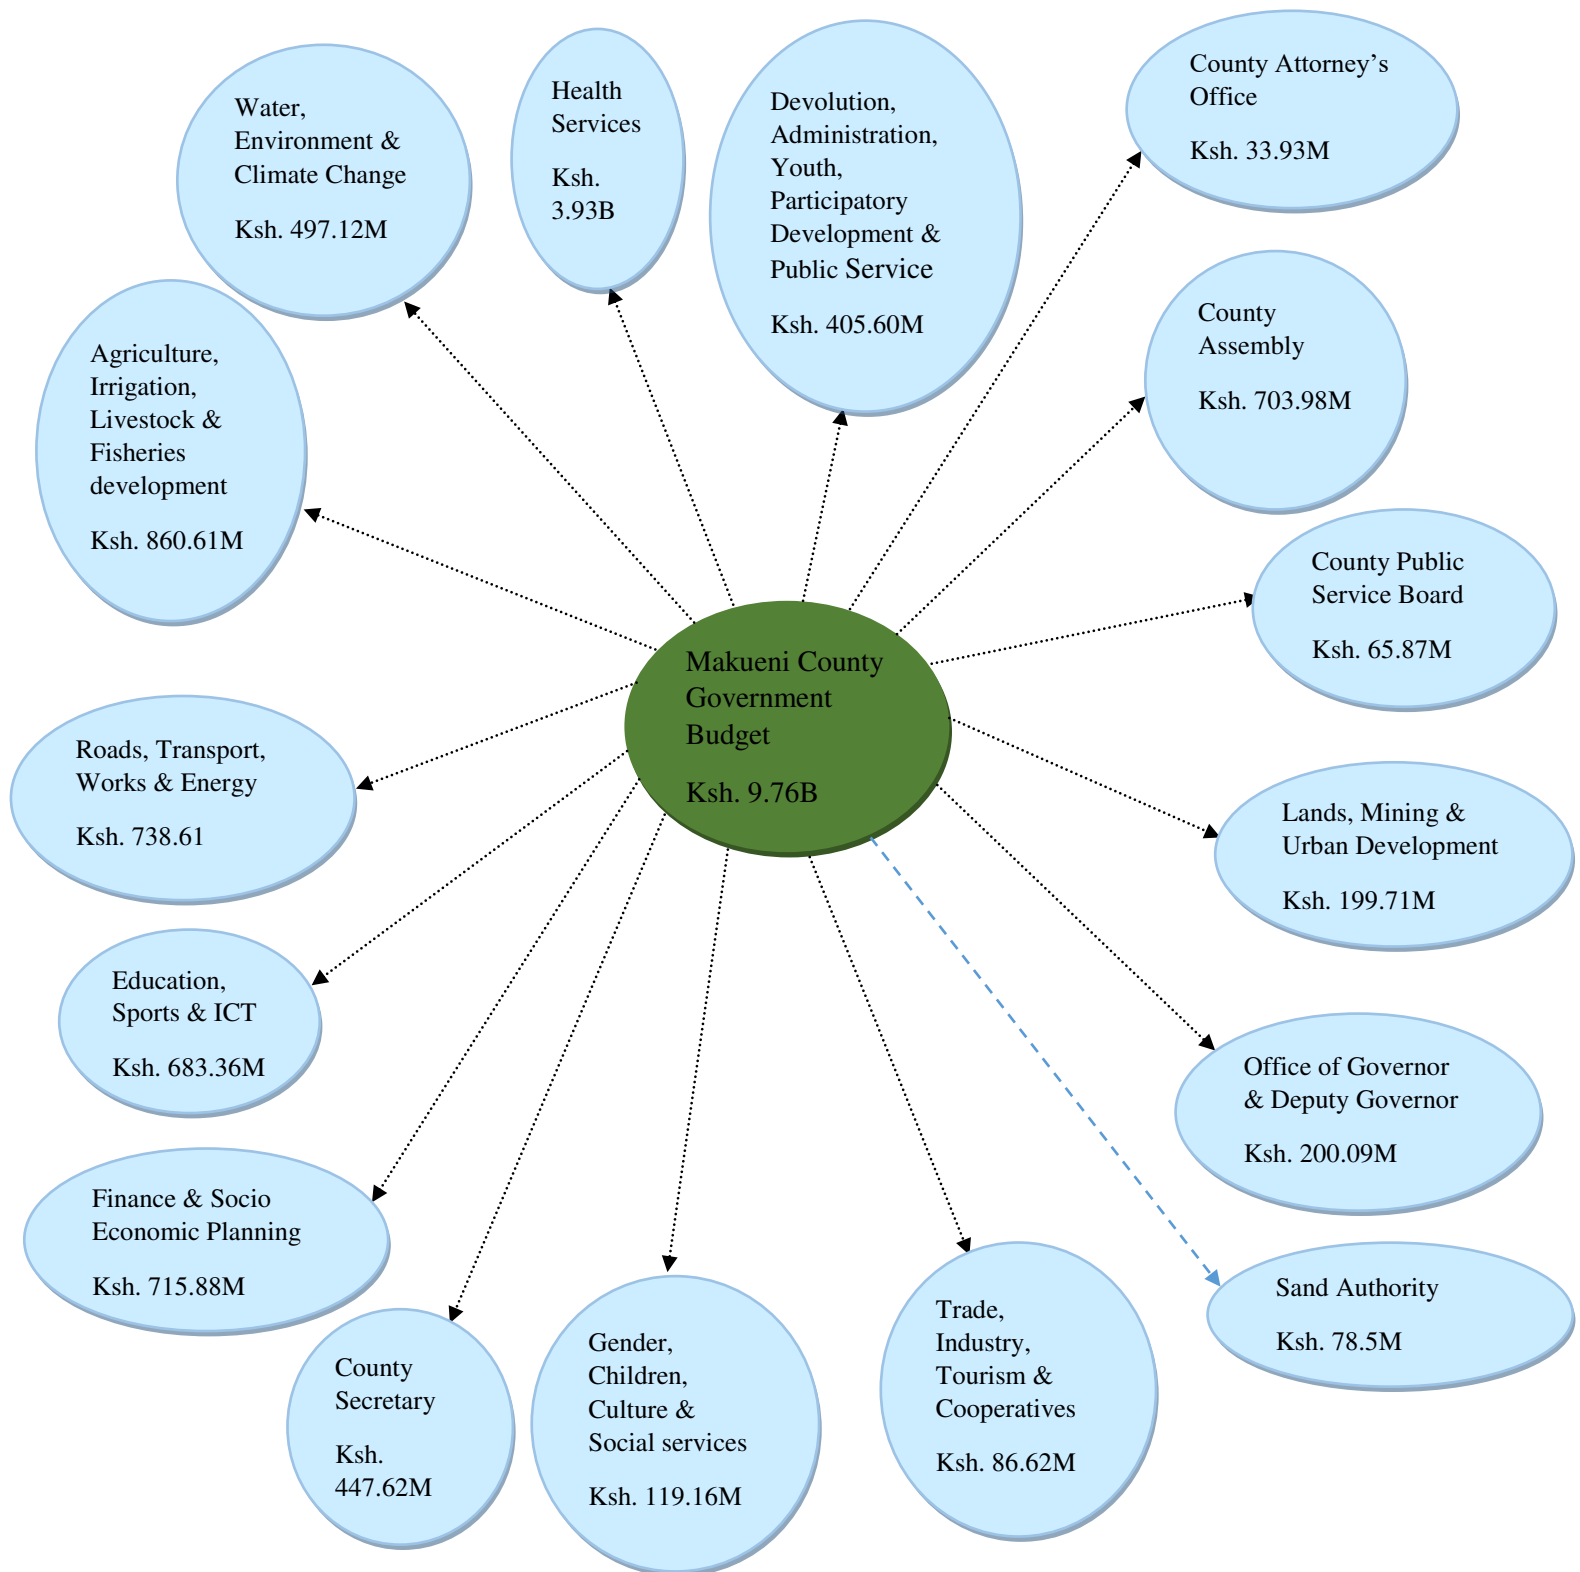 Water,
Environment &
Climate Change
Ksh. 497.12M
Health
Services
Ksh.
3.93B
Devolution,
Administration,
Youth,
Participatory
Development &
Public Service
Ksh. 405.60M
County Attorney’s
Office
Ksh. 33.93M
Agriculture,
Irrigation,
Livestock &
Fisheries
development
Ksh. 860.61M
County
Assembly
Ksh. 703.98M
County Public
Service Board
Ksh. 65.87M
Makueni County
Government
Budget
Ksh. 9.76B
Roads, Transport,
Works & Energy
Ksh. 738.61
Lands, Mining &
Urban Development
Ksh. 199.71M
Education,
Sports & ICT
Ksh. 683.36M
Office of Governor
& Deputy Governor
Ksh. 200.09M
Finance & Socio
Economic Planning
Ksh. 715.88M
Sand Authority
Ksh. 78.5M
County
Secretary
Ksh.
447.62M
Gender,
Children,
Culture &
Social services
Ksh. 119.16M
Trade,
Industry,
Tourism &
Cooperatives
Ksh. 86.62M